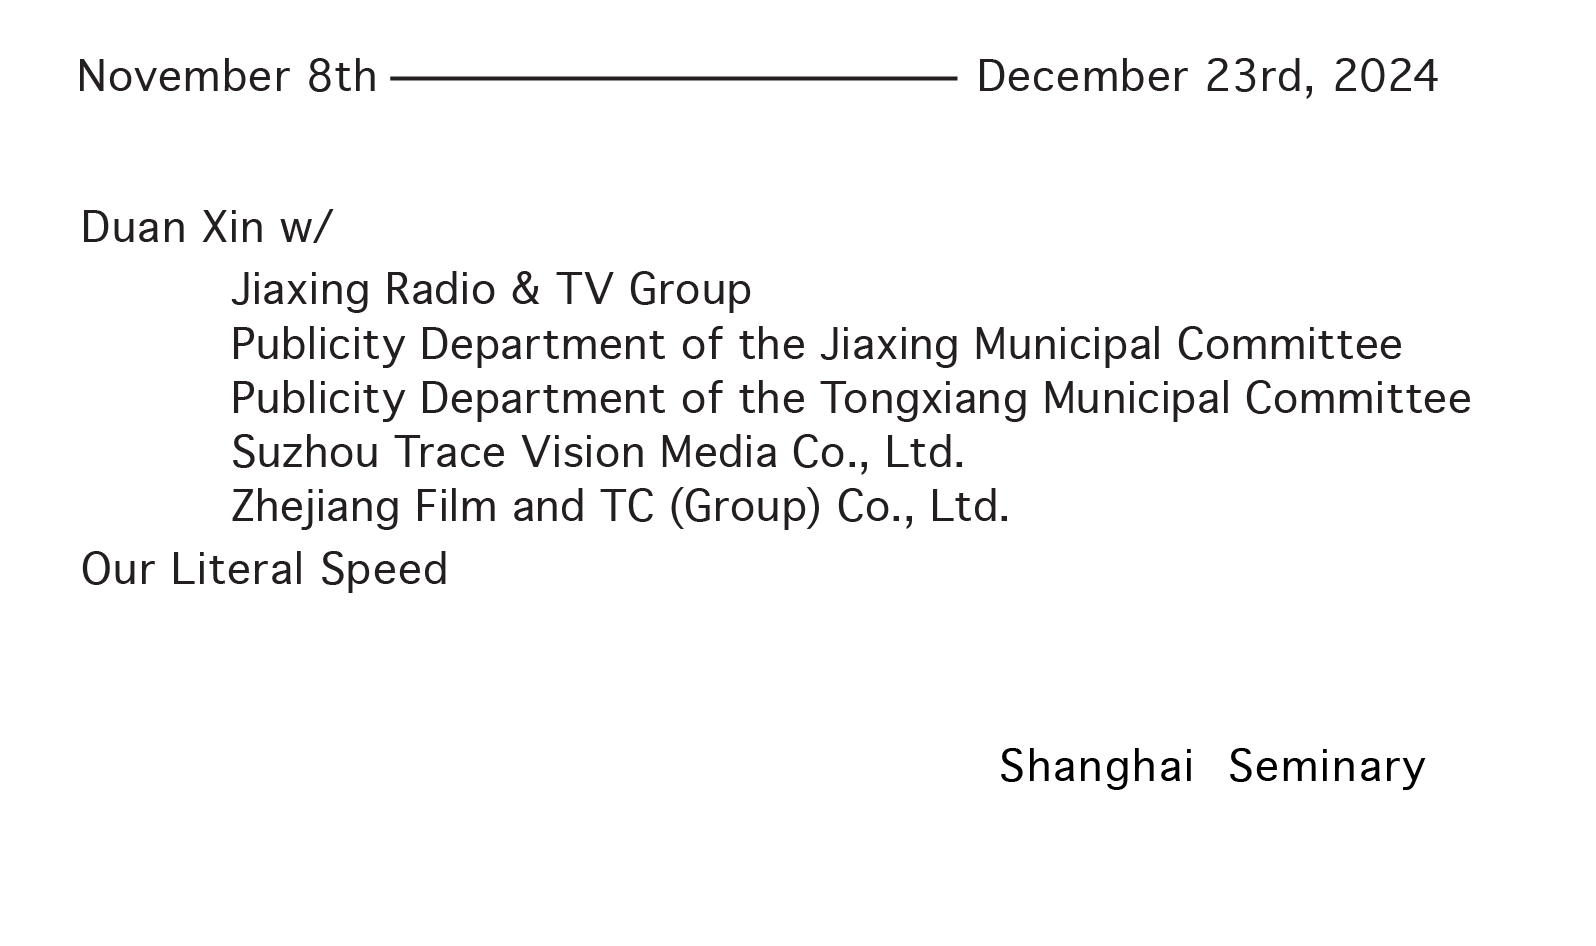 November 8th — December 23rd, 2024
Duan Xin w/
Jiaxing Radio & TV Group
Publicity Department of the Jiaxing Municipal Committee
Publicity Department of the Tongxiang Municipal Committee
Suzhou Trace Vision Media Co., Ltd.
Zhejiang Film and TC (Group) Co., Ltd.
Our Literal Speed
Shanghai Seminary